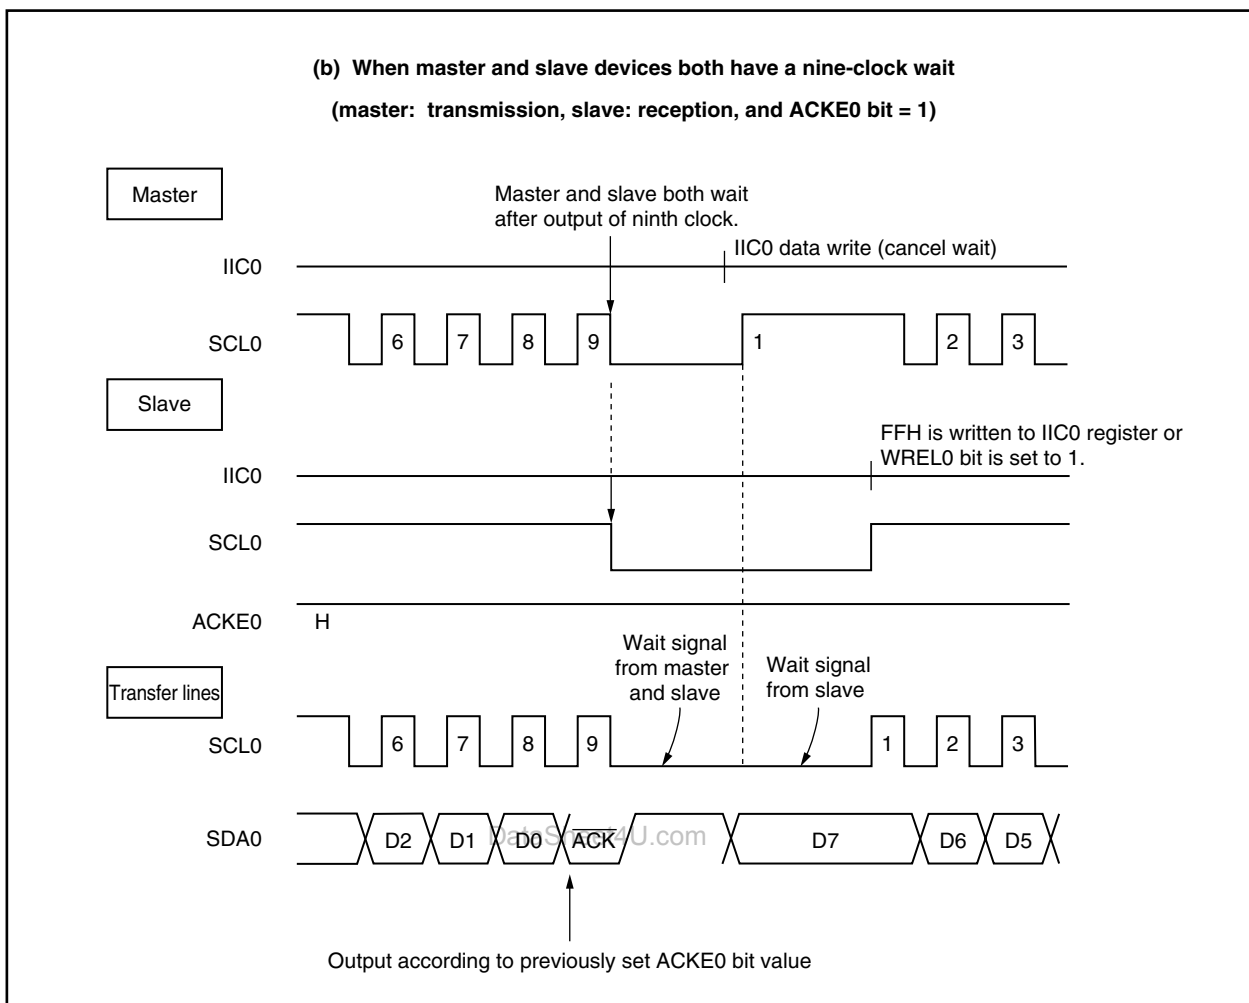 (b) When master and slave devices both have a nine-clock wait
(master: transmission, slave: reception, and ACKE0 bit = 1)
Master
Master and slave both wait
after output of ninth clock.
IIC0 data write (cancel wait)
IIC0
SCL0
6 7 8 9 1 2 3
Slave
FFH is written to IIC0 register or
WREL0 bit is set to 1.
IIC0
SCL0
ACKE0 H
Wait signal
from master
and slave
Wait signal
from slave
Transfer lines
SCL0
6 7 8 9 1 2 3
SDA0
D2 D1 D0 ACK D7 D6 D5
DataSheet4U.com
Output according to previously set ACKE0 bit value